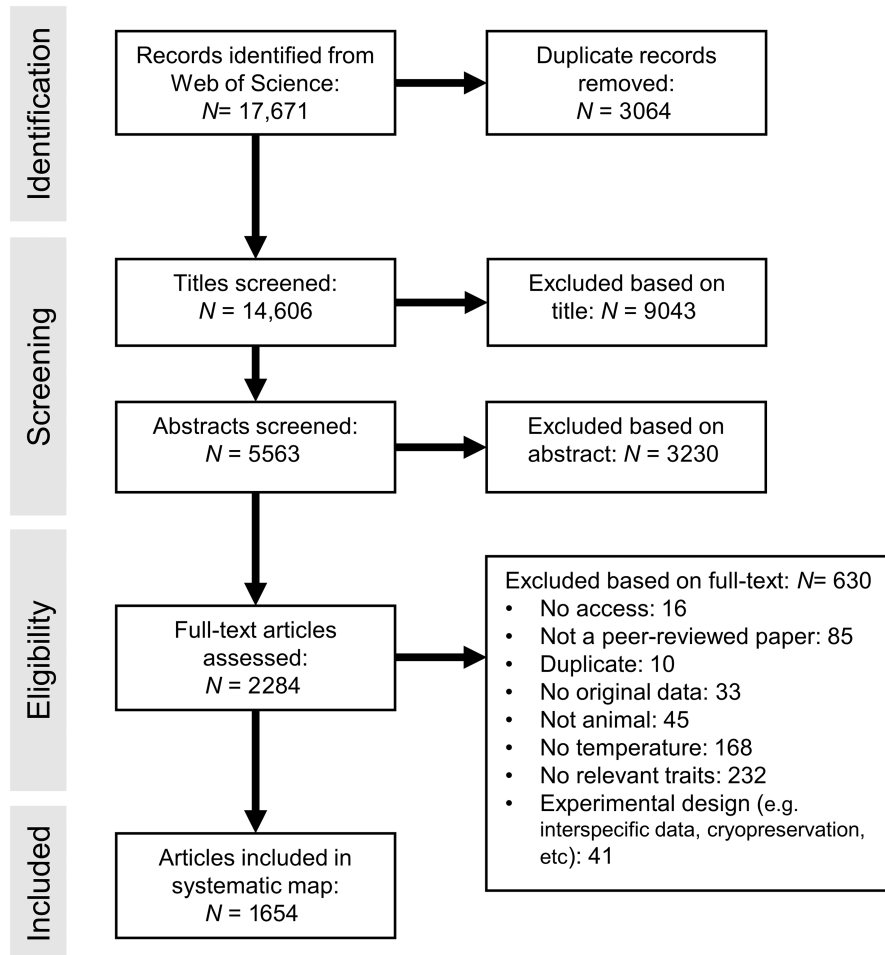 Identification
Records identified from
Web of Science:
N= 17,671
Duplicate records
removed:
N = 3064
Screening
Titles screened:
N = 14,606
Excluded based on
title: N = 9043
Abstracts screened:
N = 5563
Excluded based on
abstract: N = 3230
Eligibility
Full-text articles
assessed:
N = 2284
Excluded based on full-text: N= 630
• No access: 16
• Not a peer-reviewed paper: 85
• Duplicate: 10
• No original data: 33
• Not animal: 45
• No temperature: 168
• No relevant traits: 232
• Experimental design (e.g.
interspecific data, cryopreservation,
etc): 41
Included
Articles included in
systematic map:
N = 1654